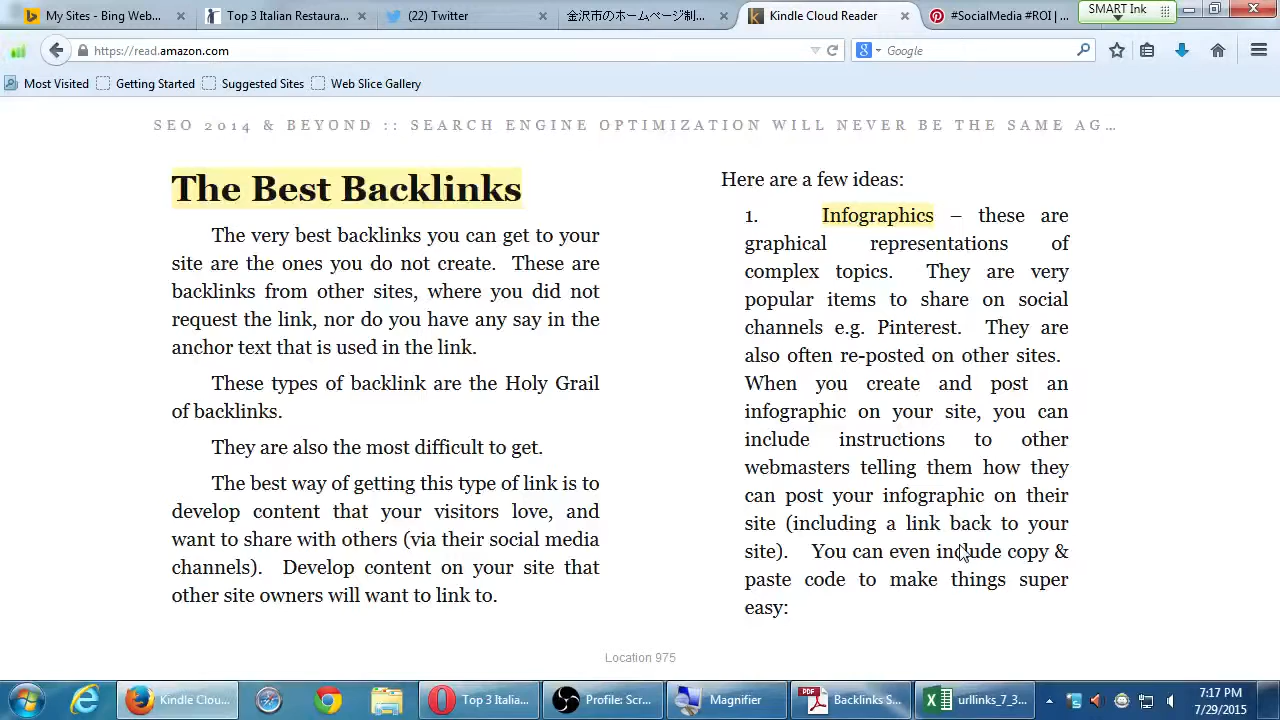 My Sites - Bing Web...
Top 3 Italian Restaura...
(22) Twitter
金沢市のホームページ制...
Kindle Cloud Reader
#SocialMedia #ROI | ...
SMART Ink
https://read.amazon.com
Google
Most Visited
Getting Started
Suggested Sites
Web Slice Gallery
SEO 2014 & BEYOND :: SEARCH ENGINE OPTIMIZATION WILL NEVER BE THE SAME AG...
The Best Backlinks
The very best backlinks you can get to your
site are the ones you do not create. These are
backlinks from other sites, where you did not
request the link, nor do you have any say in the
anchor text that is used in the link.
These types of backlink are the Holy Grail
of backlinks.
They are also the most difficult to get.
The best way of getting this type of link is to
develop content that your visitors love, and
want to share with others (via their social media
channels). Develop content on your site that
other site owners will want to link to.
Here are a few ideas:
1. Infographics – these are
graphical representations of
complex topics. They are very
popular items to share on social
channels e.g. Pinterest. They are
also often re-posted on other sites.
When you create and post an
infographic on your site, you can
include instructions to other
webmasters telling them how they
can post your infographic on their
site (including a link back to your
site). You can even include copy &
paste code to make things super
easy:
Location 975
Kindle Clou...
Top 3 Italia...
Profile: Scr...
Magnifier
Backlinks S...
urllinks_7_3...
7:17 PM
7/29/2015